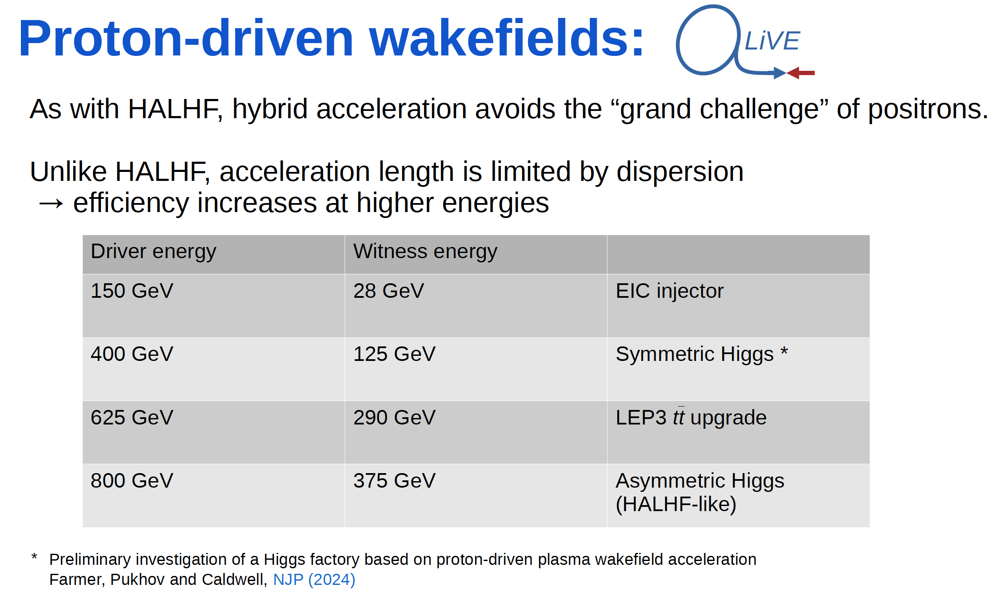 Proton-driven wakefields:
LiVE
As with HALHF, hybrid acceleration avoids the “grand challenge” of positrons.
Unlike HALHF, acceleration length is limited by dispersion
→ efficiency increases at higher energies
Driver energy Witness energy
150 GeV 28 GeV EIC injector
400 GeV 125 GeV Symmetric Higgs *
625 GeV 290 GeV LEP3 tt̅ upgrade
800 GeV 375 GeV Asymmetric Higgs
(HALHF-like)
* Preliminary investigation of a Higgs factory based on proton-driven plasma wakefield acceleration
Farmer, Pukhov and Caldwell, NJP (2024)